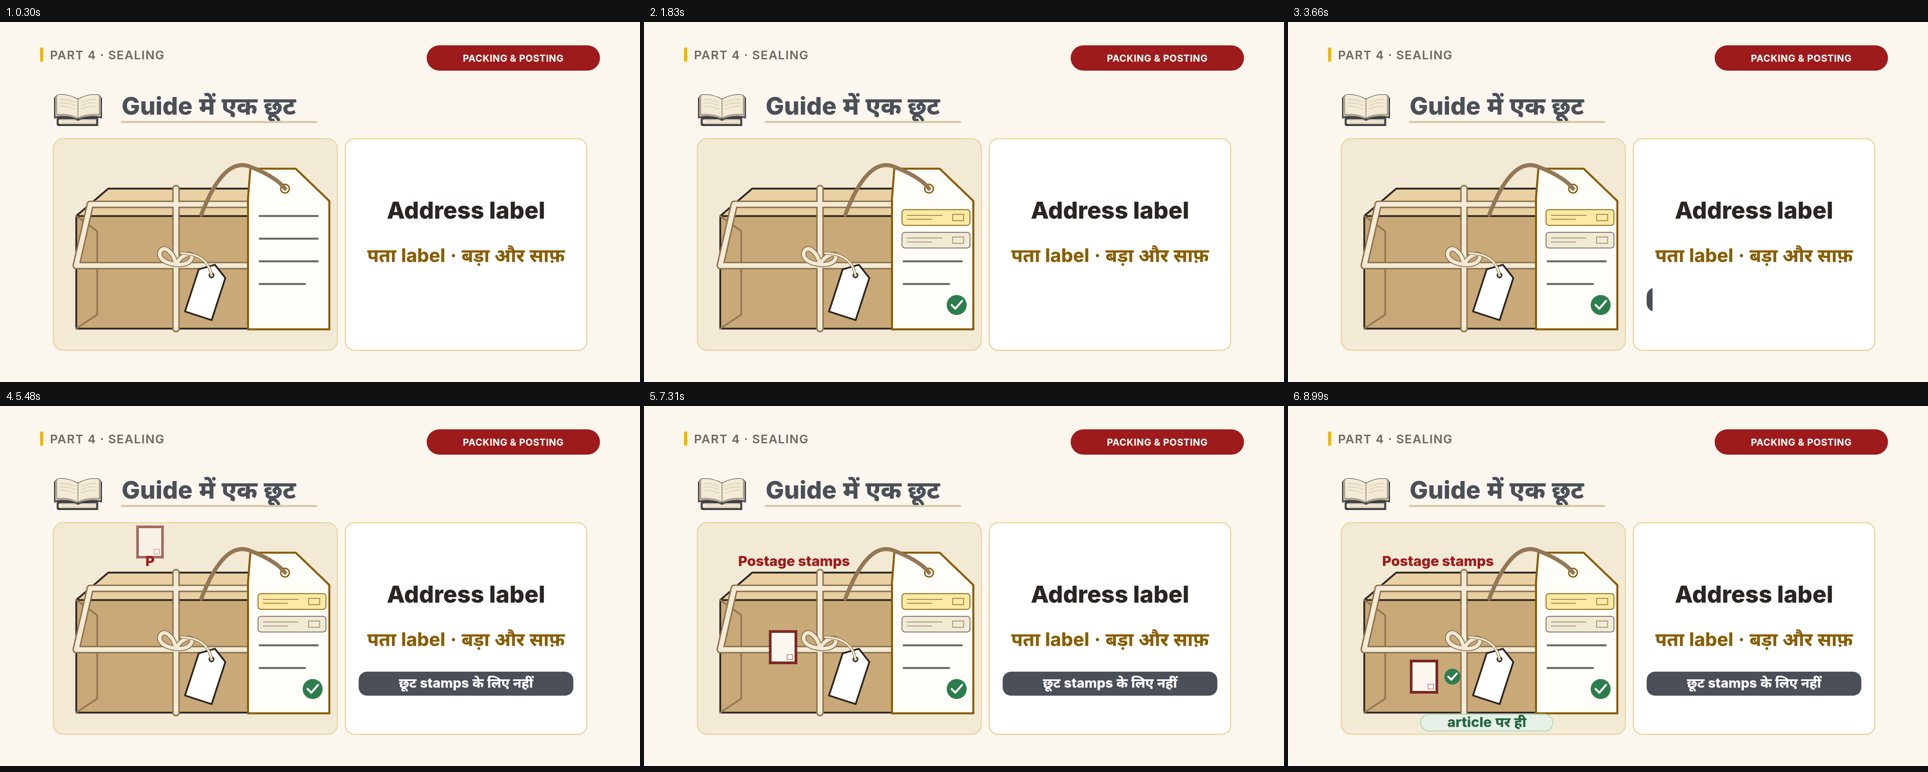 1. 0.30s
PART 4 · SEALING
PACKING & POSTING
Guide में एक छूट
Address label
पता label · बड़ा और साफ़
2. 1.83s
PART 4 · SEALING
PACKING & POSTING
Guide में एक छूट
Address label
पता label · बड़ा और साफ़
3. 3.66s
PART 4 · SEALING
PACKING & POSTING
Guide में एक छूट
Address label
पता label · बड़ा और साफ़
4. 5.48s
PART 4 · SEALING
PACKING & POSTING
Guide में एक छूट
P
Address label
पता label · बड़ा और साफ़
छूट stamps के लिए नहीं
5. 7.31s
PART 4 · SEALING
PACKING & POSTING
Guide में एक छूट
Postage stamps
Address label
पता label · बड़ा और साफ़
छूट stamps के लिए नहीं
6. 8.99s
PART 4 · SEALING
PACKING & POSTING
Guide में एक छूट
Postage stamps
Address label
पता label · बड़ा और साफ़
छूट stamps के लिए नहीं
article पर ही